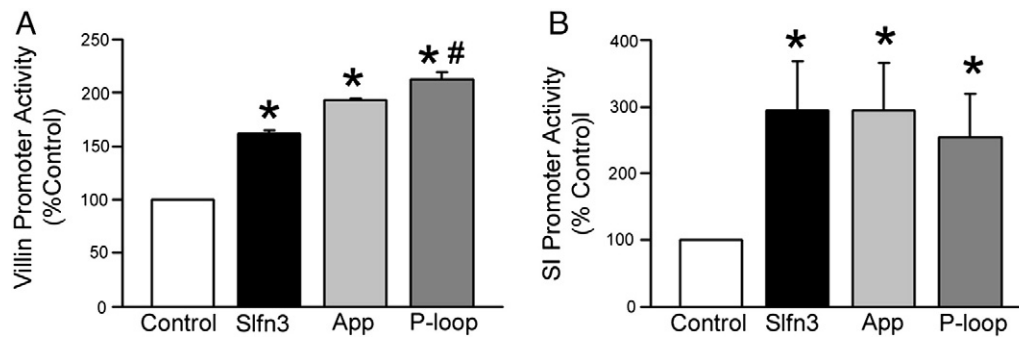 A
Villin Promoter Activity
(%Control)
250
200
150
100
50
0
*
*
* #
Control Slfn3 App P-loop
B
SI Promoter Activity
(% Control)l
400
300
200
100
0
*
*
*
Control Slfn3 App P-loop